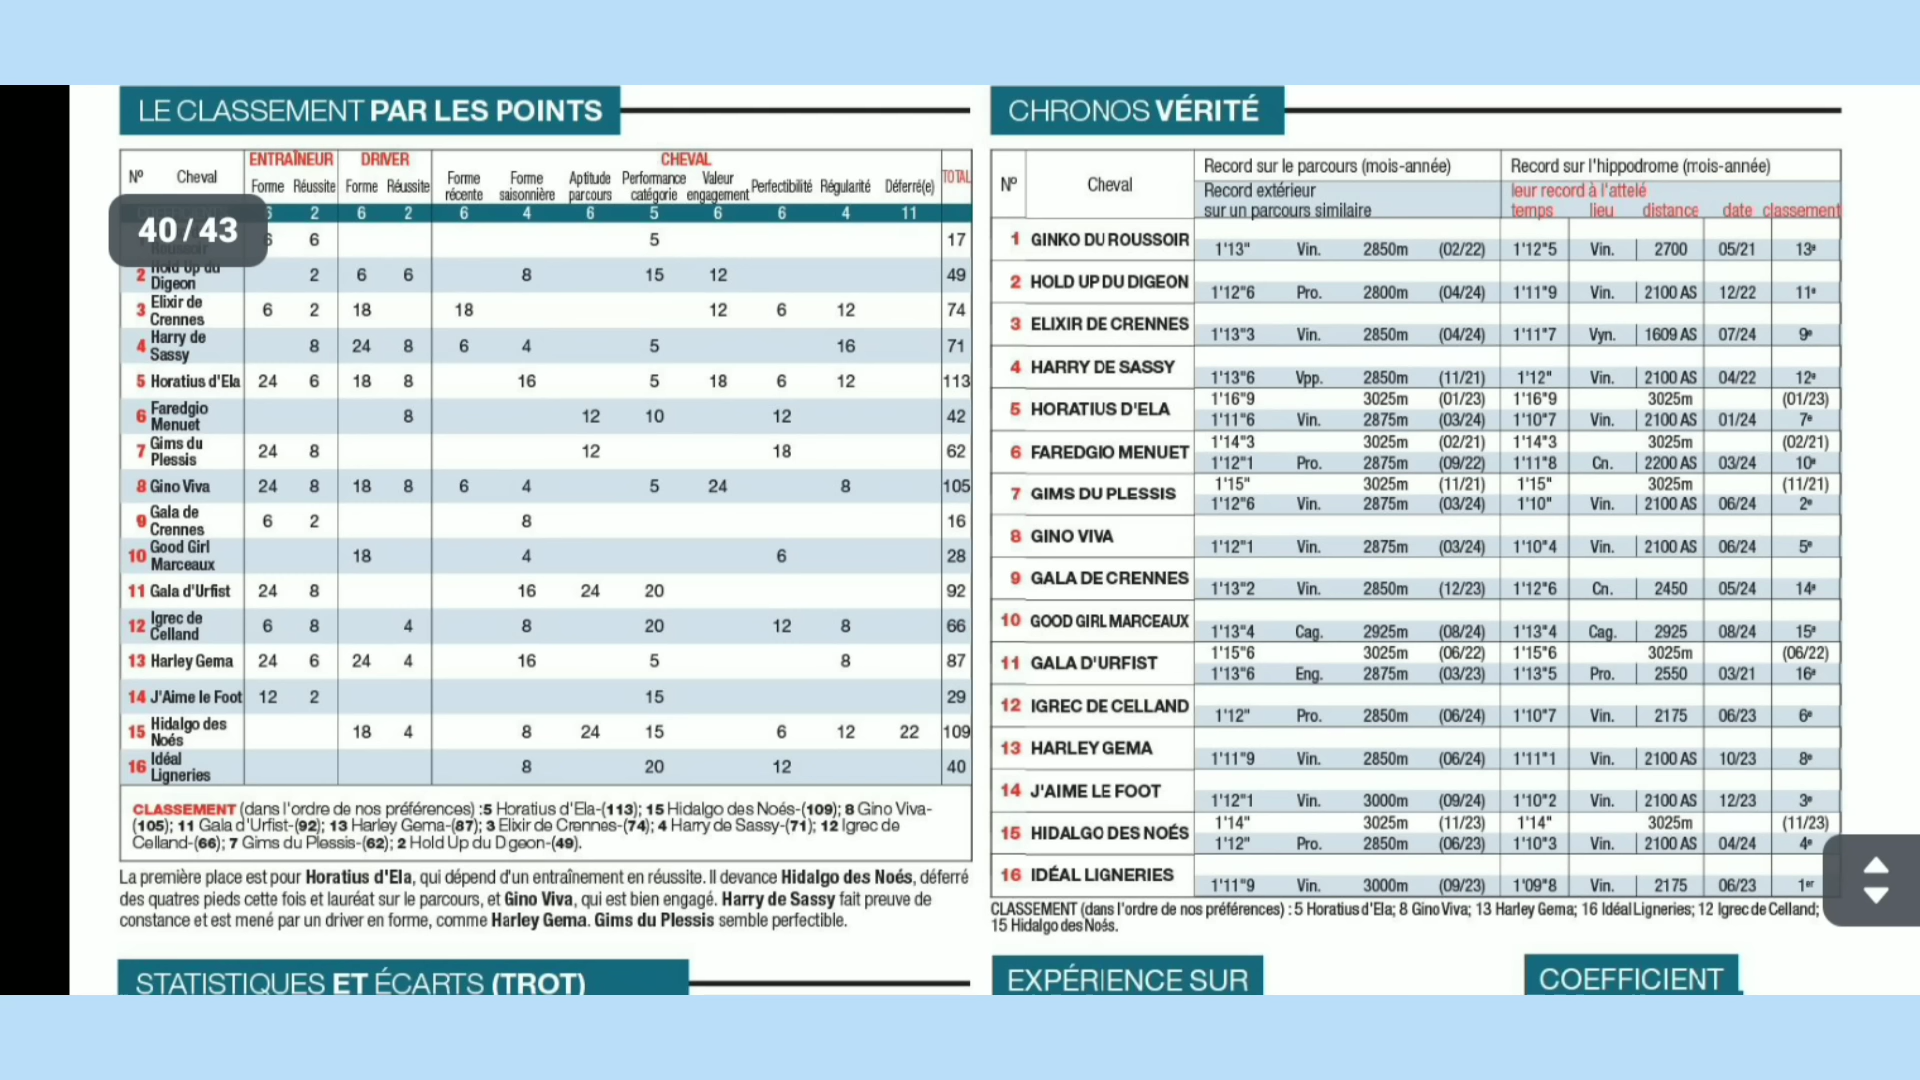 LE CLASSEMENT PAR LES POINTS
N° Cheval ENTRAÎNEUR DRIVER CHEVAL TOTAL
Forme Réussite Forme Réussite Forme récente Forme saisonnière Aptitude parcours Performance catégorie Valeur engagement Perfectibilité Régularité Déferré(e)
6 2 6 2 6 4 6 5 6 6 4 11
40/43
6 6 5 17
2 Hold Up du Digeon 2 6 6 8 15 12 49
3 Elixir de Crennes 6 2 18 18 12 6 12 74
4 Harry de Sassy 8 24 8 6 4 5 16 71
5 Horatius d'Ela 24 6 18 8 16 5 18 6 12 113
6 Faredgio Menuet 8 12 10 12 42
7 Gims du Plessis 24 8 12 18 62
8 Gino Viva 24 8 18 8 6 4 5 24 8 105
9 Gala de Crennes 6 2 8 16
10 Good Girl Marceaux 18 4 6 28
11 Gala d'Urfist 24 8 16 24 20 92
12 Igrec de Celland 6 8 4 8 20 12 8 66
13 Harley Gema 24 6 24 4 16 5 8 87
14 J'Aime le Foot 12 2 15 29
15 Hidalgo des Noés 18 4 8 24 15 6 12 22 109
16 Idéal Ligneries 8 20 12 40
CLASSEMENT (dans l'ordre de nos préférences) :5 Horatius d'Ela-(113); 15 Hidalgo des Noés-(109); 8 Gino Viva-
(105); 11 Gala d'Urfist-(92); 13 Harley Gema-(87); 3 Elixir de Crennes-(74); 4 Harry de Sassy-(71); 12 Igrec de
Celland-(66); 7 Gims du Plessis-(62); 2 Hold Up du D geon-(49).
La première place est pour Horatius d'Ela, qui dépend d'un entraînement en réussite. Il devance Hidalgo des Noés, déferré
des quatres pieds cette fois et lauréat sur le parcours, et Gino Viva, qui est bien engagé. Harry de Sassy fait preuve de
constance et est mené par un driver en forme, comme Harley Gema. Gims du Plessis semble perfectible.
STATISTIQUES ET ÉCARTS (TROT)
CHRONOS VÉRITÉ
N° Cheval Record sur le parcours (mois-année) Record sur l'hippodrome (mois-année)
Record extérieur leur record à l'attelé
sur un parcours similaire temps lieu distance date classement
1 GINKO DU ROUSSOIR 1'13" Vin. 2850m (02/22) 1'12"5 Vin. 2700 05/21 13e
2 HOLD UP DU DIGEON 1'12"6 Pro. 2800m (04/24) 1'11"9 Vin. 2100 AS 12/22 11e
3 ELIXIR DE CRENNES 1'13"3 Vin. 2850m (04/24) 1'11"7 Vyn. 1609 AS 07/24 9e
4 HARRY DE SASSY 1'13"6 Vpp. 2850m (11/21) 1'12" Vin. 2100 AS 04/22 12e
1'16"9 3025m (01/23) 1'16"9 3025m (01/23)
5 HORATIUS D'ELA 1'11"6 Vin. 2875m (03/24) 1'10"7 Vin. 2100 AS 01/24 7e
1'14"3 3025m (02/21) 1'14"3 3025m (02/21)
6 FAREDGIO MENUET 1'12"1 Pro. 2875m (09/22) 1'11"8 Cn. 2200 AS 03/24 10e
1'15" 3025m (11/21) 1'15" 3025m (11/21)
7 GIMS DU PLESSIS 1'12"6 Vin. 2875m (03/24) 1'10" Vin. 2100 AS 06/24 2e
8 GINO VIVA 1'12"1 Vin. 2875m (03/24) 1'10"4 Vin. 2100 AS 06/24 5e
9 GALA DE CRENNES 1'13"2 Vin. 2850m (12/23) 1'12"6 Cn. 2450 05/24 14e
10 GOOD GIRL MARCEAUX 1'13"4 Cag. 2925m (08/24) 1'13"4 Cag. 2925 08/24 15e
1'15"6 3025m (06/22) 1'15"6 3025m (06/22)
11 GALA D'URFIST 1'13"6 Eng. 2875m (03/23) 1'13"5 Pro. 2550 03/21 16e
12 IGREC DE CELLAND 1'12" Pro. 2850m (06/24) 1'10"7 Vin. 2175 06/23 6e
13 HARLEY GEMA 1'11"9 Vin. 2850m (06/24) 1'11"1 Vin. 2100 AS 10/23 8e
14 J'AIME LE FOOT 1'12"1 Vin. 3000m (09/24) 1'10"2 Vin. 2100 AS 12/23 3e
1'14" 3025m (11/23) 1'14" 3025m (11/23)
15 HIDALGO DES NOÉS 1'12" Pro. 2850m (06/23) 1'10"3 Vin. 2100 AS 04/24 4e
16 IDÉAL LIGNERIES 1'11"9 Vin. 3000m (09/23) 1'09"8 Vin. 2175 06/23 1er
CLASSEMENT (dans l'ordre de nos préférences) : 5 Horatius d'Ela; 8 Gino Viva; 13 Harley Gema; 16 Idéal Ligneries; 12 Igrec de Celland;
15 Hidalgo des Noés.
EXPÉRIENCE SUR
COEFFICIENT